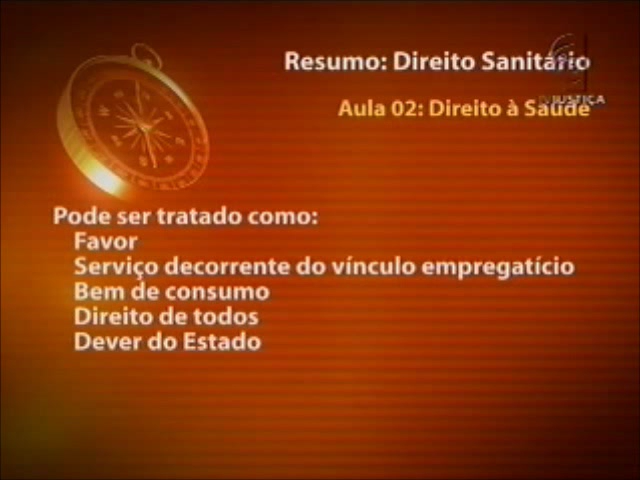 Resumo: Direito Sanitário
Aula 02: Direito à Saúde
JUSTIÇA
Pode ser tratado como:
Favor
Serviço decorrente do vínculo empregatício
Bem de consumo
Direito de todos
Dever do Estado